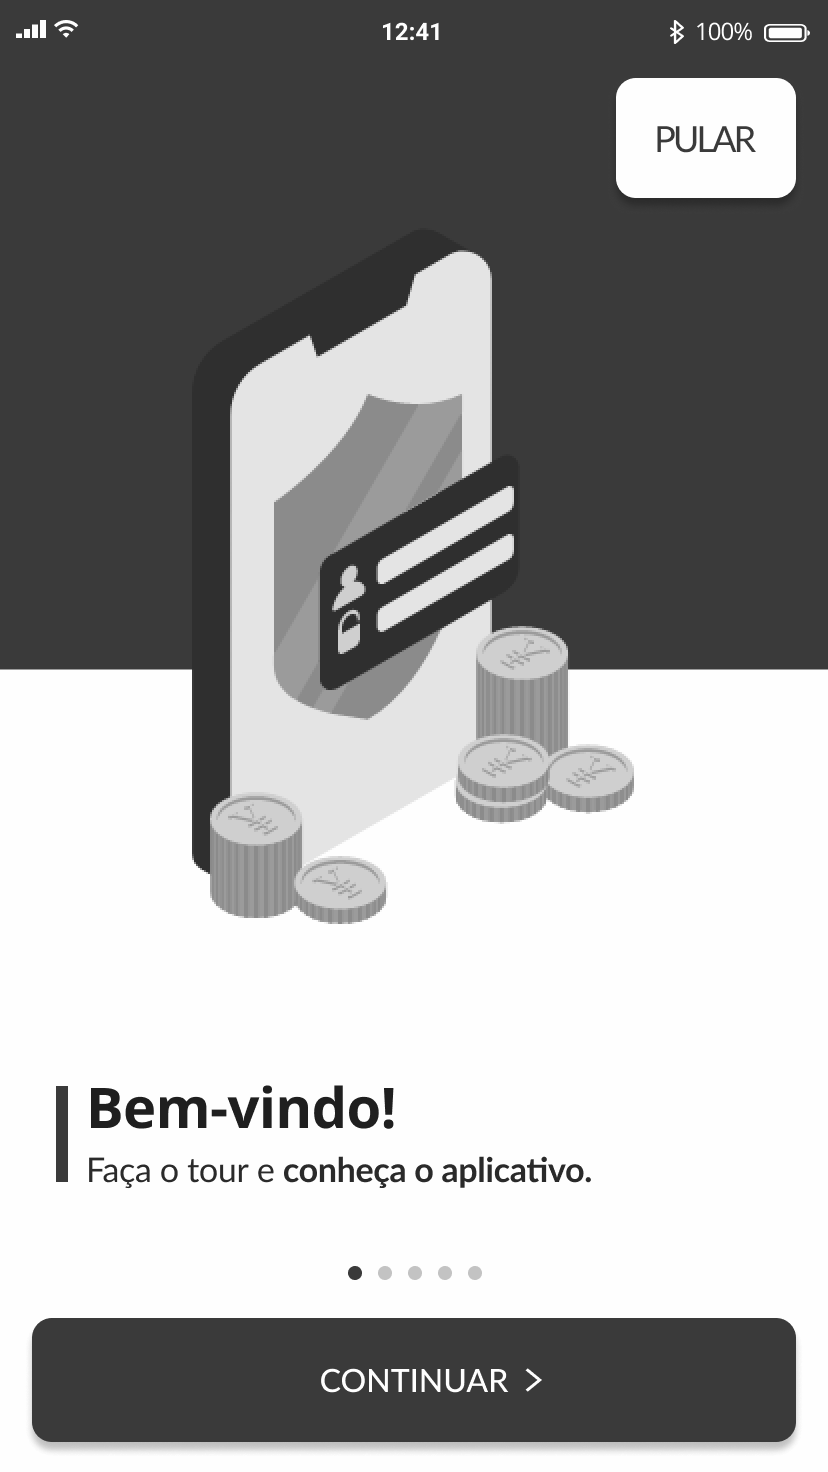 12:41
100%
PULAR
Bem-vindo!
Faça o tour e conheça o aplicativo.
CONTINUAR >